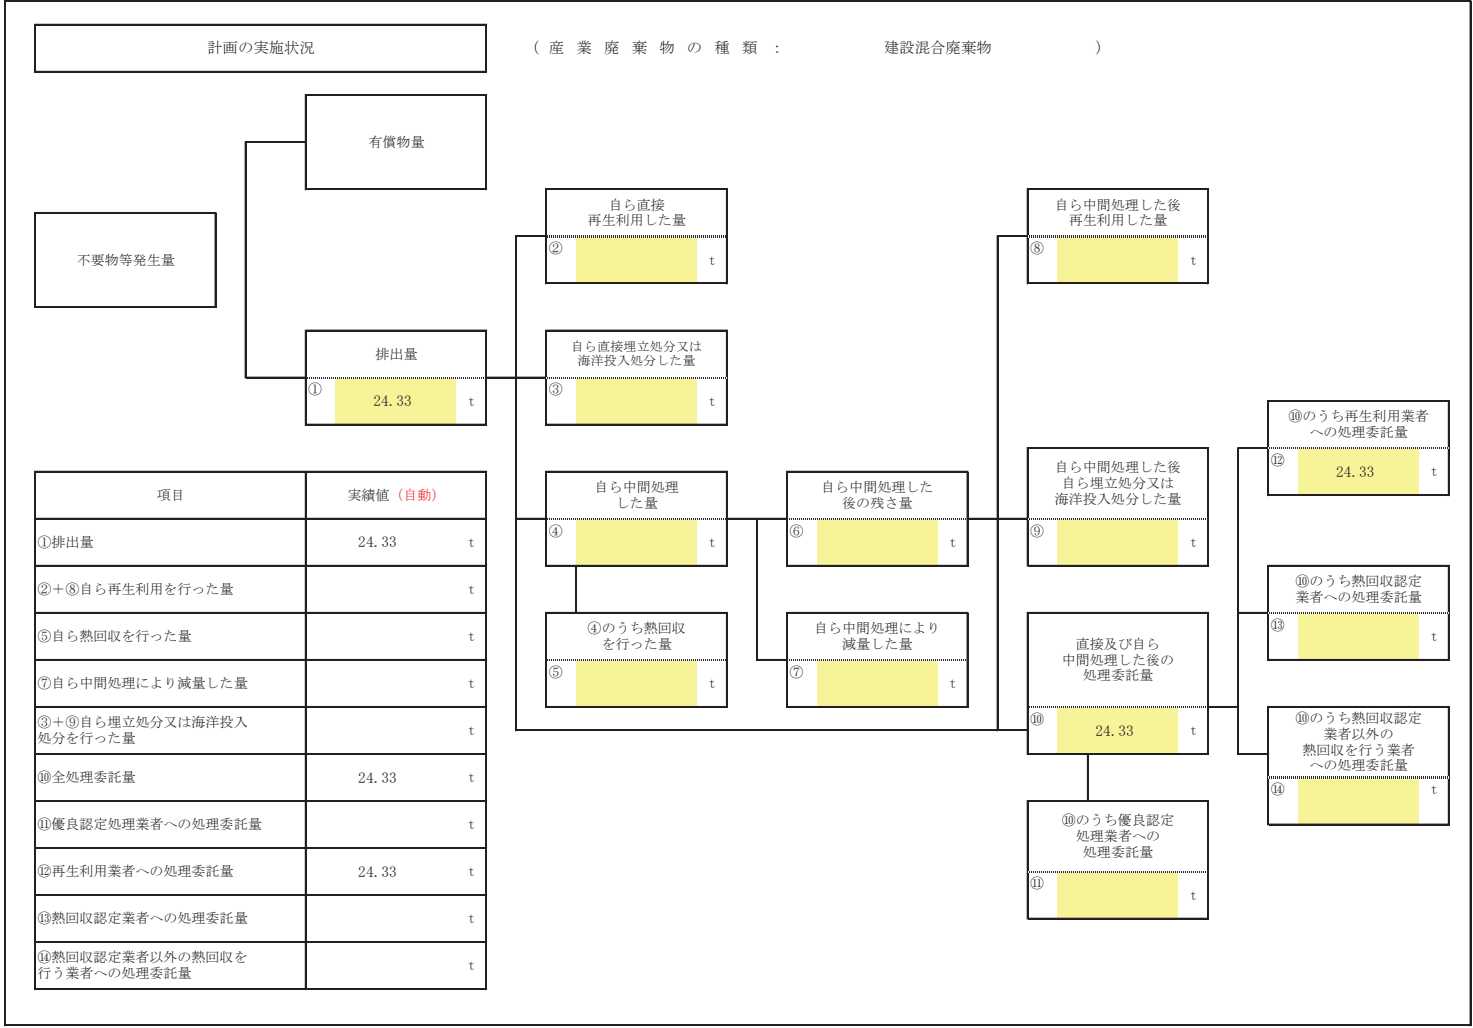 計画の実施状況
（産業廃棄物の種類： 建設混合廃棄物 ）
有償物量
不要物等発生量
排出量
① 24.33 t
自ら直接
再生利用した量
② t
自ら直接埋立処分又は
海洋投入処分した量
③ t
自ら中間処理
した量
④ t
④のうち熱回収
を行った量
⑤ t
自ら中間処理した
後の残さ量
⑥ t
自ら中間処理により
減量した量
⑦ t
自ら中間処理した後
再生利用した量
⑧ t
自ら中間処理した後
自ら埋立処分又は
海洋投入処分した量
⑨ t
直接及び自ら
中間処理した後の
処理委託量
⑩ 24.33 t
⑩のうち優良認定
処理業者への
処理委託量
⑪ t
⑩のうち再生利用業者
への処理委託量
⑫ 24.33 t
⑩のうち熱回収認定
業者への処理委託量
⑬ t
⑩のうち熱回収認定
業者以外の
熱回収を行う業者
への処理委託量
⑭ t
項目 実績値（自動）
①排出量 24.33 t
②＋⑧自ら再生利用を行った量 t
⑤自ら熱回収を行った量 t
⑦自ら中間処理により減量した量 t
③＋⑨自ら埋立処分又は海洋投入
処分を行った量 t
⑩全処理委託量 24.33 t
⑪優良認定処理業者への処理委託量 t
⑫再生利用業者への処理委託量 24.33 t
⑬熱回収認定業者への処理委託量 t
⑭熱回収認定業者以外の熱回収を
行う業者への処理委託量 t